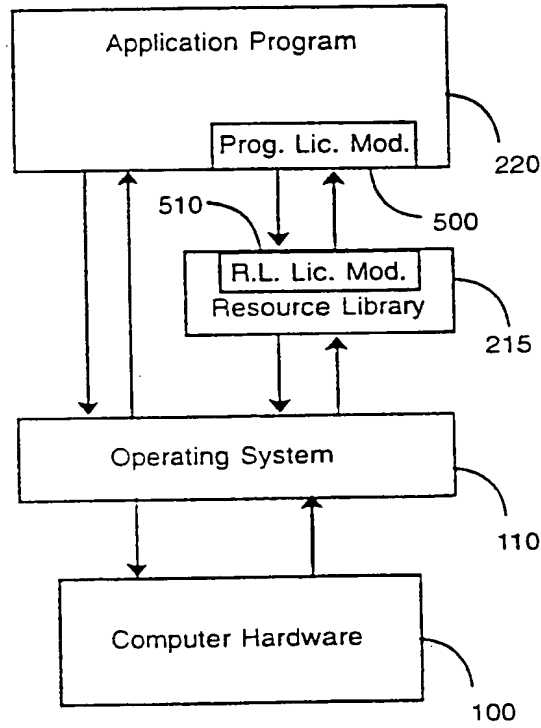 Application Program
Prog. Lic. Mod.
220
500
510
R.L. Lic. Mod.
Resource Library
215
Operating System
110
Computer Hardware
100